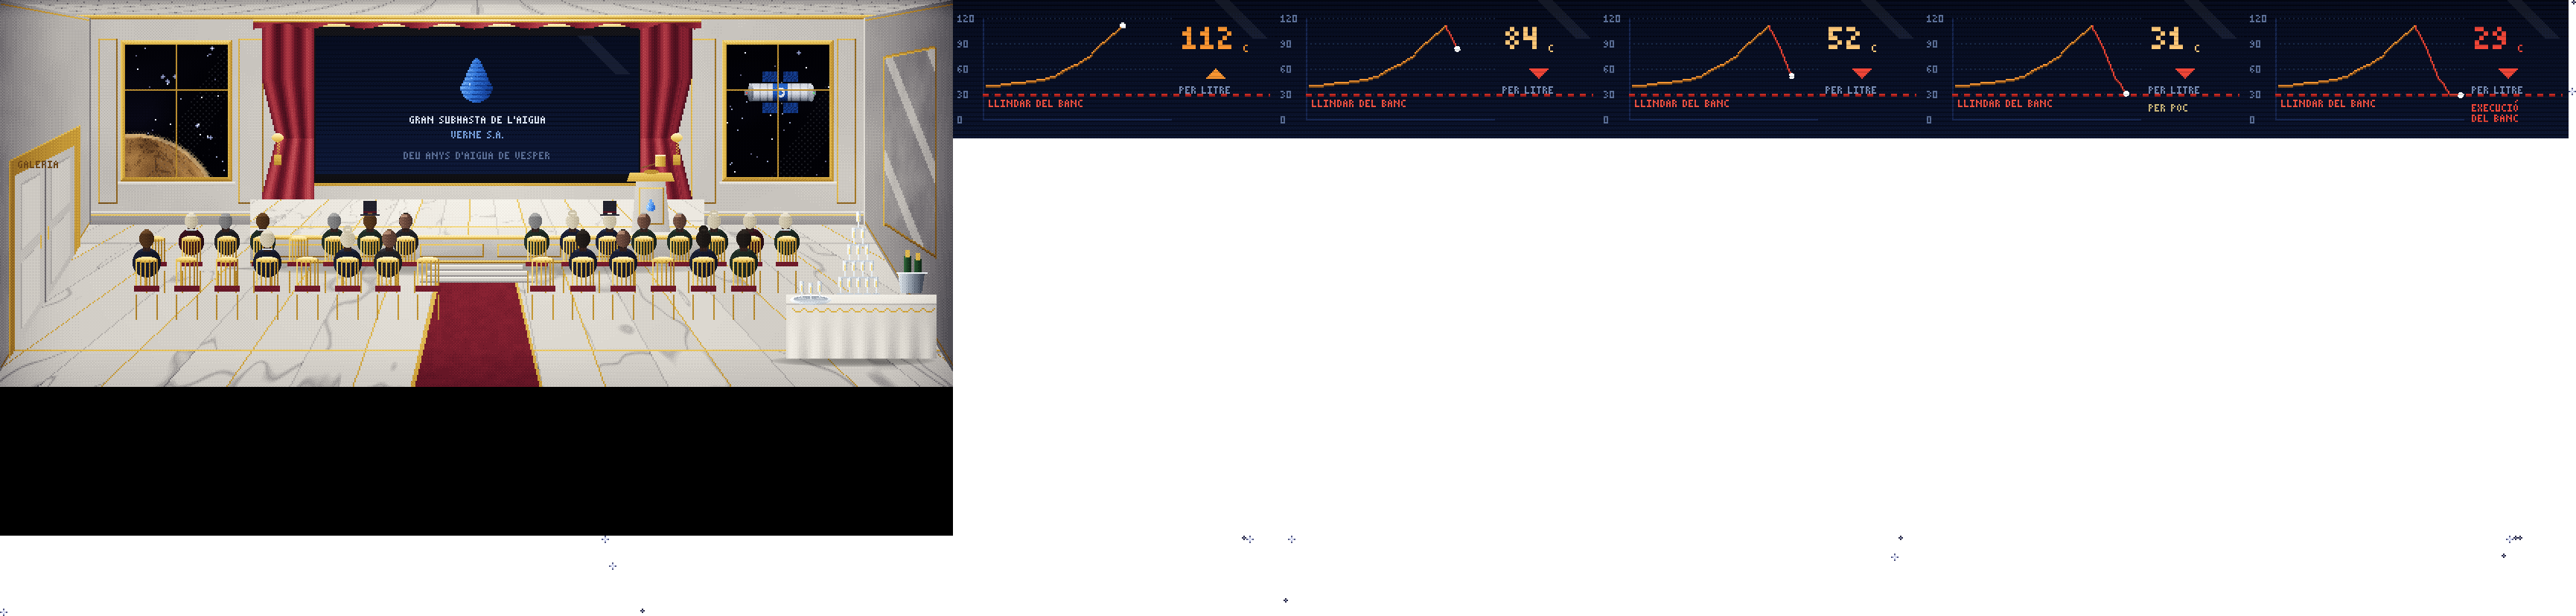 GALERIA
GRAN SUBHASTA DE L'AIGUA
VERNE S.A.
DEU ANYS D'AIGUA DE VESPER
120
90
60
30
0
LLINDAR DEL BANC
112 C
PER LITRE
120
90
60
30
0
LLINDAR DEL BANC
84 C
PER LITRE
120
90
60
30
0
LLINDAR DEL BANC
52 C
PER LITRE
120
90
60
30
0
LLINDAR DEL BANC
31 C
PER LITRE
PER POC
120
90
60
30
0
LLINDAR DEL BANC
29 C
PER LITRE
EXECUCIÓ
DEL BANC